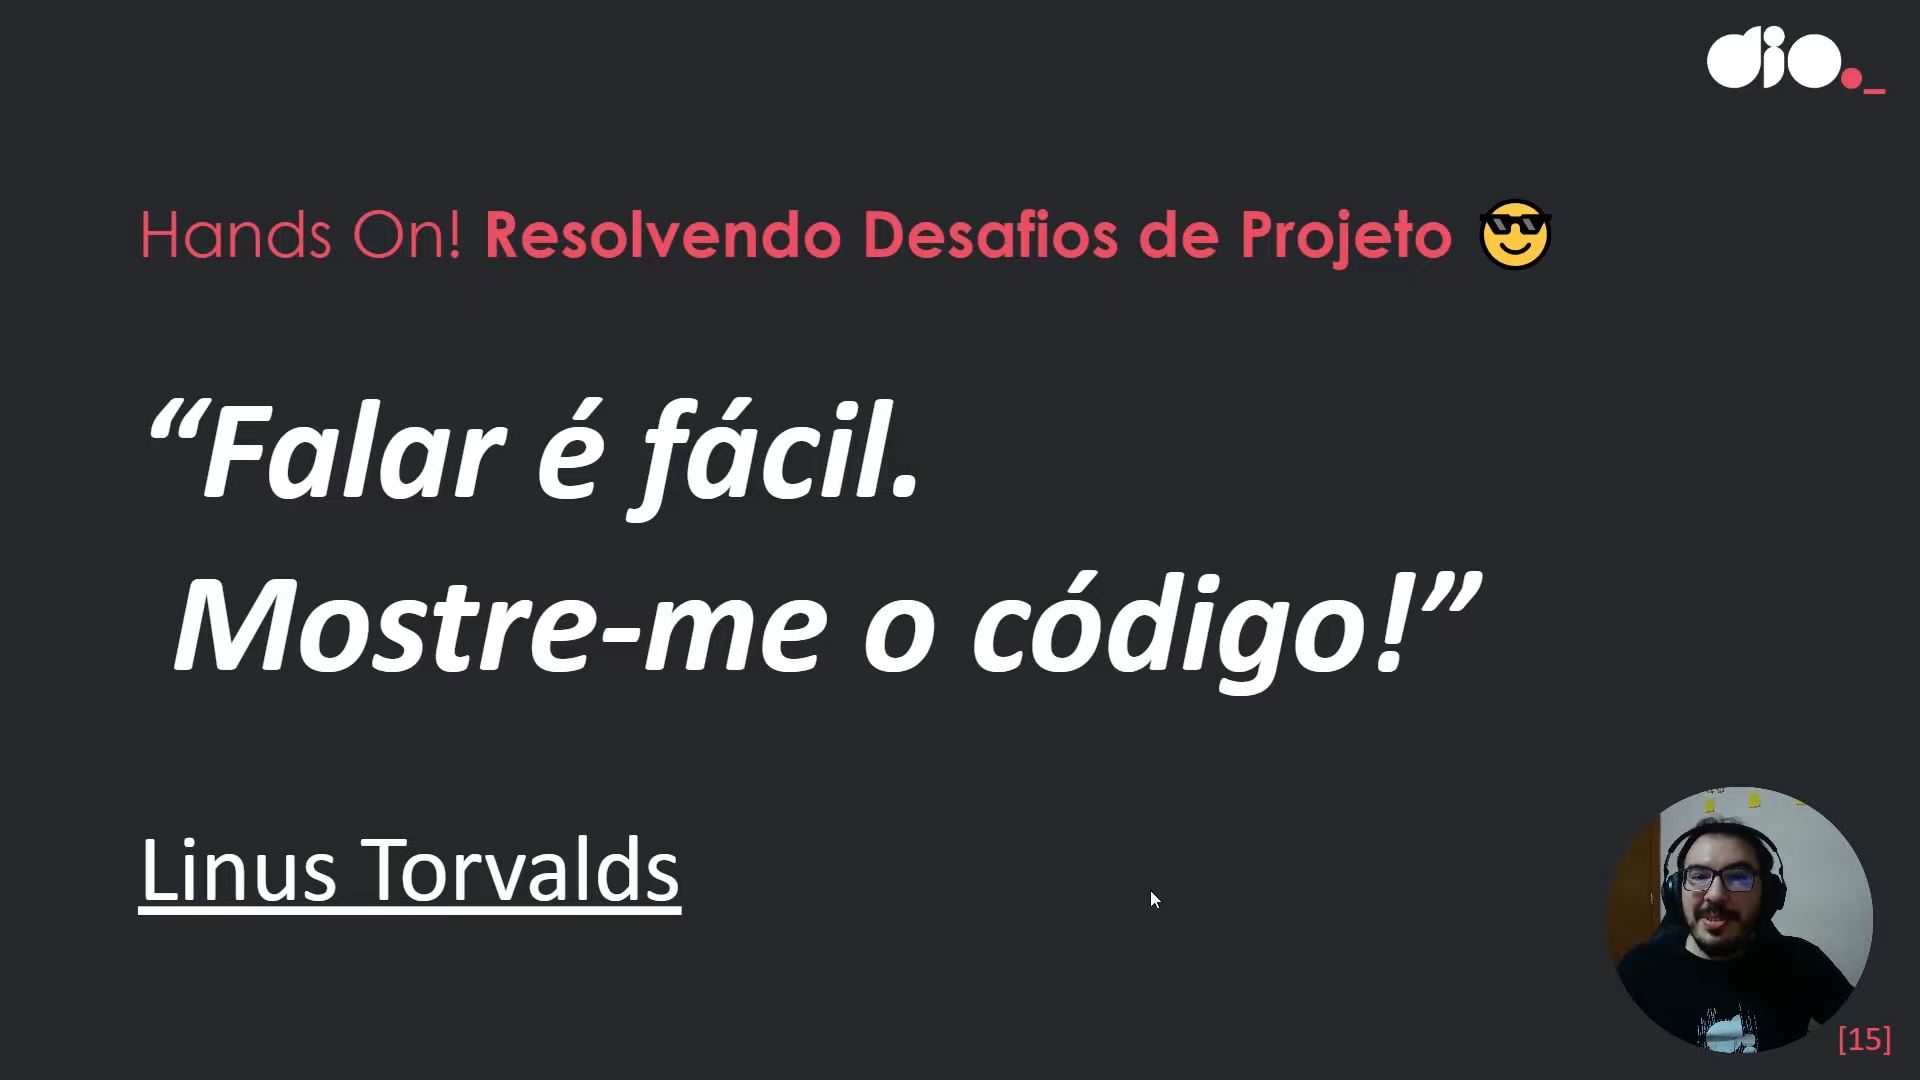 dio._
Hands On! Resolvendo Desafios de Projeto
“Falar é fácil.
Mostre-me o código!”
Linus Torvalds
[15]